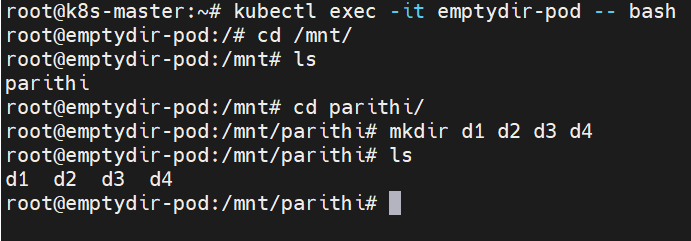 root@k8s-master:~# kubectl exec -it emptydir-pod -- bash
root@emptydir-pod:/# cd /mnt/
root@emptydir-pod:/mnt# ls
parithi
root@emptydir-pod:/mnt# cd parithi/
root@emptydir-pod:/mnt/parithi# mkdir d1 d2 d3 d4
root@emptydir-pod:/mnt/parithi# ls
d1  d2  d3  d4
root@emptydir-pod:/mnt/parithi#